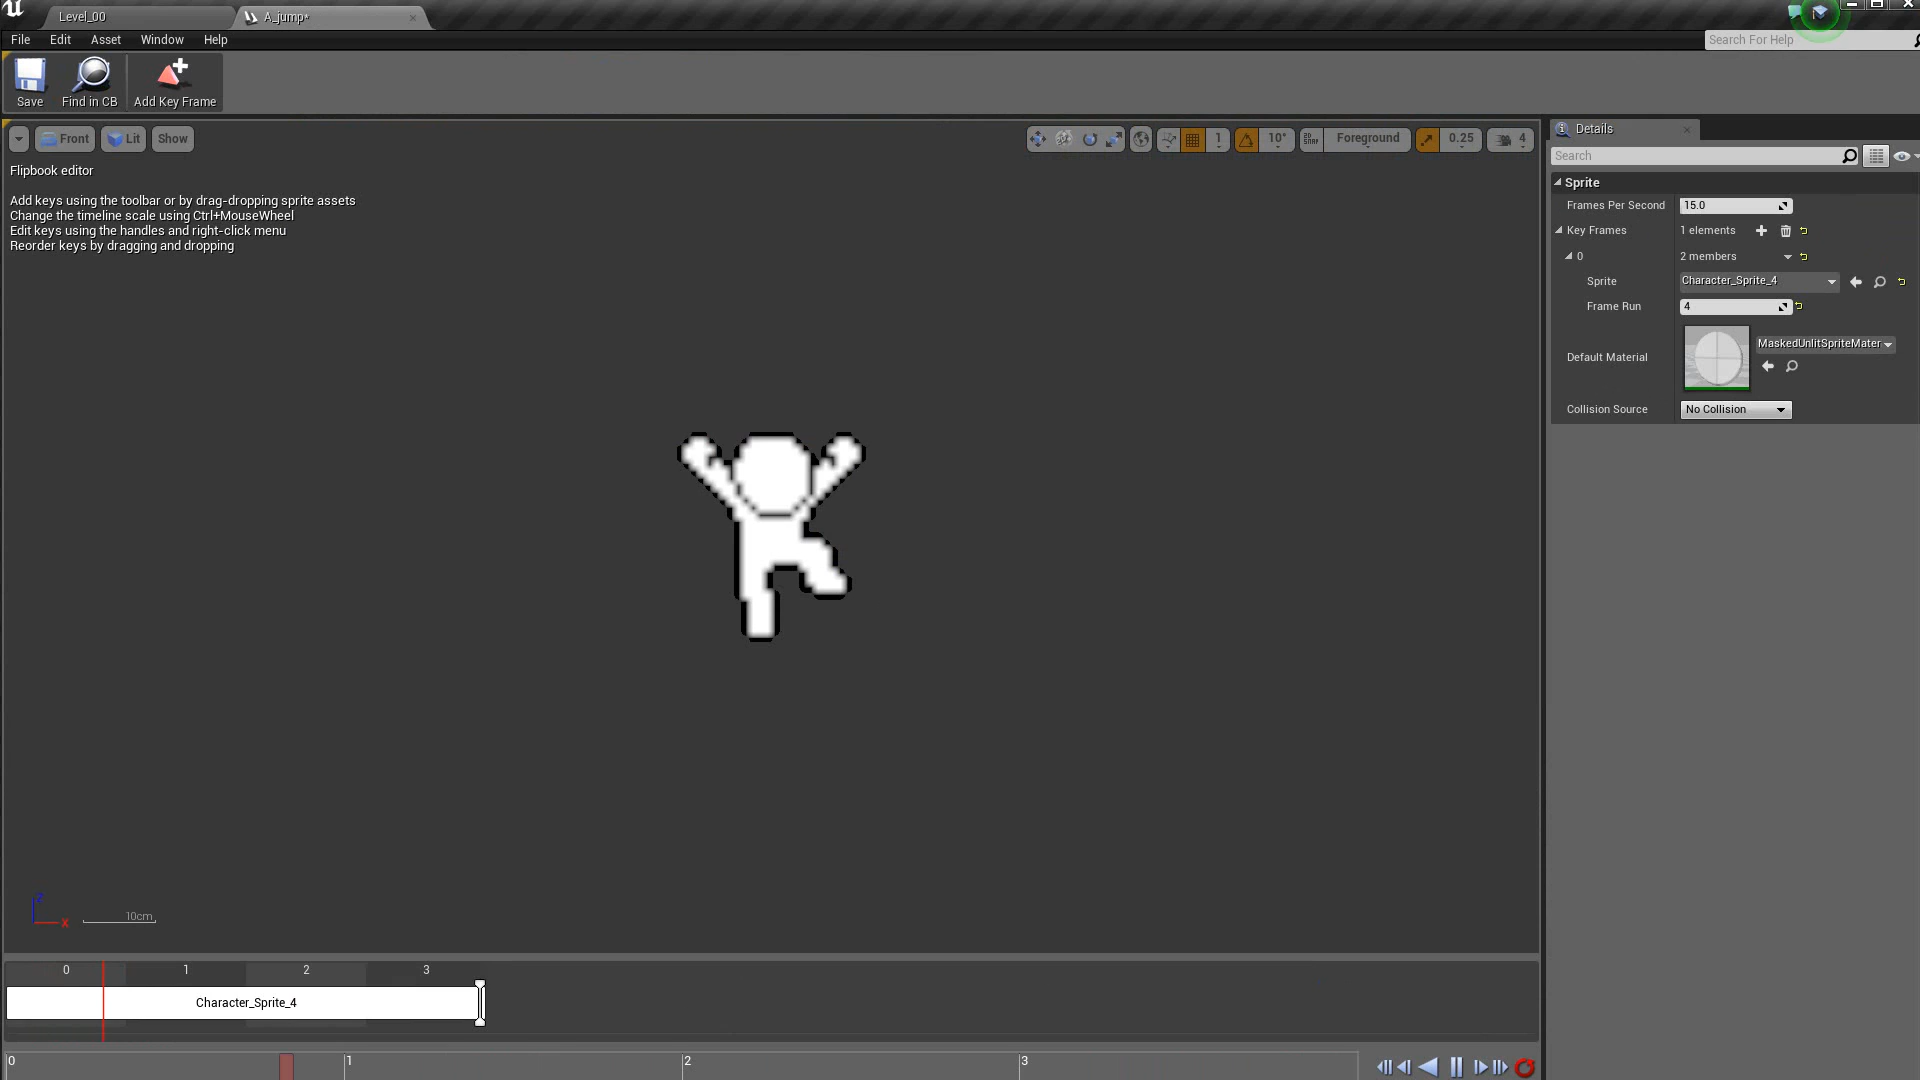 Level_00
A_jump*
File Edit Asset Window Help
Search For Help
Save Find in CB Add Key Frame
Front Lit Show
1 10° Foreground 0.25 4
Flipbook editor
Add keys using the toolbar or by drag-dropping sprite assets
Change the timeline scale using Ctrl+MouseWheel
Edit keys using the handles and right-click menu
Reorder keys by dragging and dropping
Details
Search
Sprite
Frames Per Second 15.0
Key Frames 1 elements
0 2 members
Sprite Character_Sprite_4
Frame Run 4
Default Material MaskedUnlitSpriteMater
Collision Source No Collision
Z
X
10cm
0 1 2 3
Character_Sprite_4
0 1 2 3